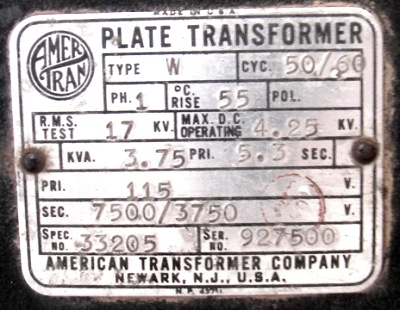 MADE IN U.S.A.
AMER TRAN
PLATE TRANSFORMER
TYPE W CYC. 50/60
PH. 1 °C. RISE 55 POL.
R.M.S. TEST 17 KV. MAX. D.C. OPERATING 4.25 KV.
KVA. 3.75 PRI. 5.3 SEC.
PRI. 115 V.
SEC. 7500/3750 V.
SPEC. NO. 33205 SER. NO. 927500
AMERICAN TRANSFORMER COMPANY
NEWARK, N.J., U.S.A.
N.P.